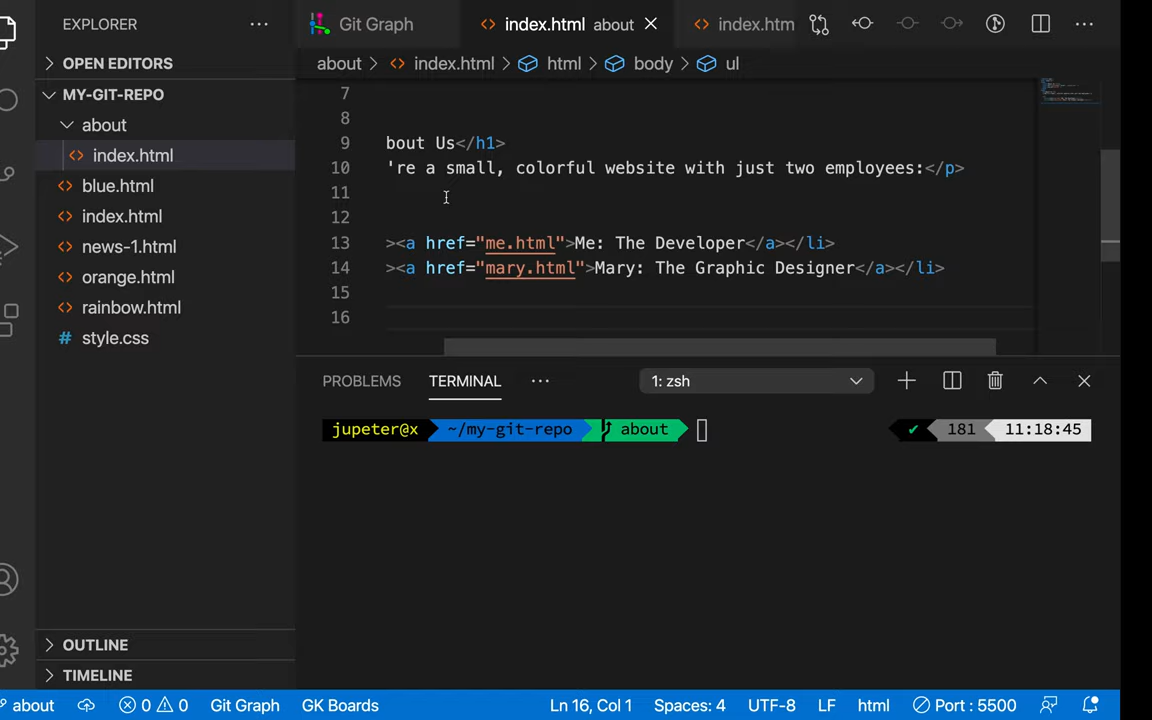 EXPLORER
OPEN EDITORS
MY-GIT-REPO
about
index.html
blue.html
index.html
news-1.html
orange.html
rainbow.html
# style.css
OUTLINE
TIMELINE
Git Graph
index.html about
index.htm
about > index.html > html > body > ul
7
8
9 bout Us</h1>
10 're a small, colorful website with just two employees:</p>
11
12
13 ><a href="me.html">Me: The Developer</a></li>
14 ><a href="mary.html">Mary: The Graphic Designer</a></li>
15
16
PROBLEMS TERMINAL ... 1: zsh
jupeter@x ~/my-git-repo about ✔ 181 11:18:45
about 0 0 Git Graph GK Boards Ln 16, Col 1 Spaces: 4 UTF-8 LF html Port : 5500